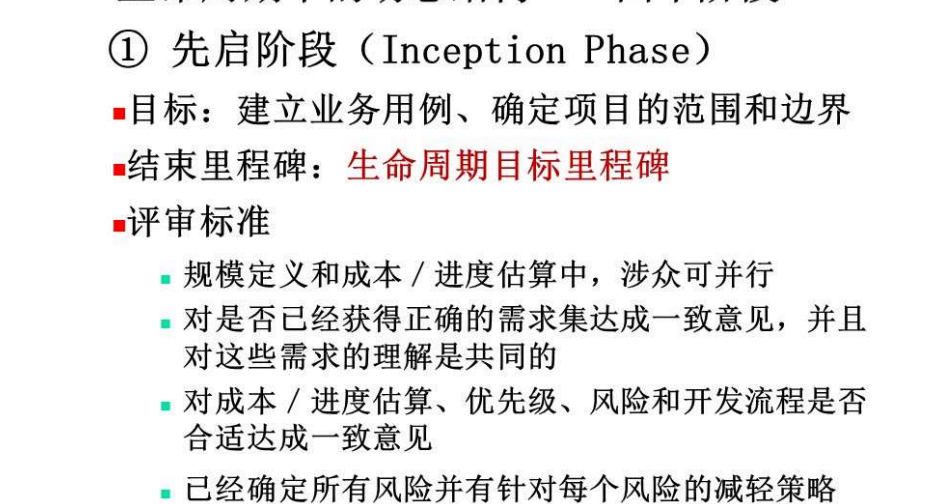 ① 先启阶段（Inception Phase）
▪目标：建立业务用例、确定项目的范围和边界
▪结束里程碑：生命周期目标里程碑
▪评审标准
▪ 规模定义和成本 / 进度估算中，涉众可并行
▪ 对是否已经获得正确的需求集达成一致意见，并且
对这些需求的理解是共同的
▪ 对成本 / 进度估算、优先级、风险和开发流程是否
合适达成一致意见
▪ 已经确定所有风险并有针对每个风险的减轻策略